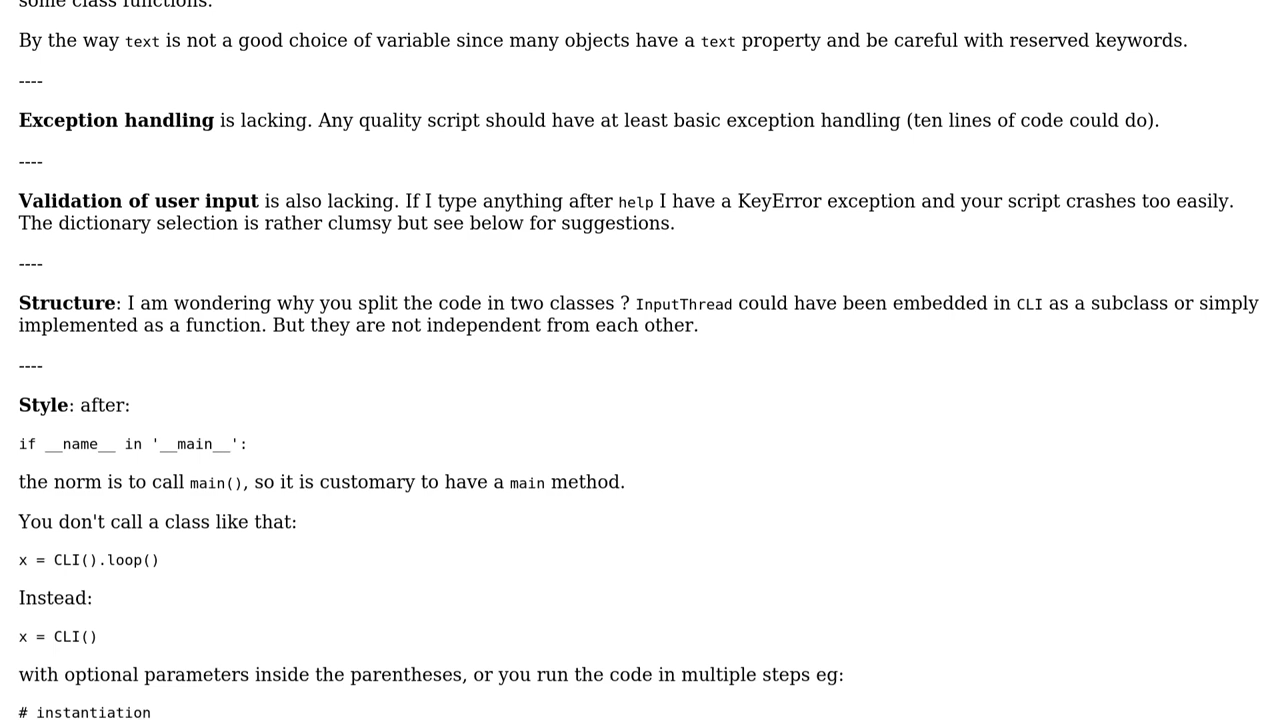 some class functions.
By the way text is not a good choice of variable since many objects have a text property and be careful with reserved keywords.
----
Exception handling is lacking. Any quality script should have at least basic exception handling (ten lines of code could do).
----
Validation of user input is also lacking. If I type anything after help I have a KeyError exception and your script crashes too easily.
The dictionary selection is rather clumsy but see below for suggestions.
----
Structure: I am wondering why you split the code in two classes ? InputThread could have been embedded in CLI as a subclass or simply
implemented as a function. But they are not independent from each other.
----
Style: after:
if __name__ in '__main__':
the norm is to call main(), so it is customary to have a main method.
You don't call a class like that:
x = CLI().loop()
Instead:
x = CLI()
with optional parameters inside the parentheses, or you run the code in multiple steps eg:
# instantiation